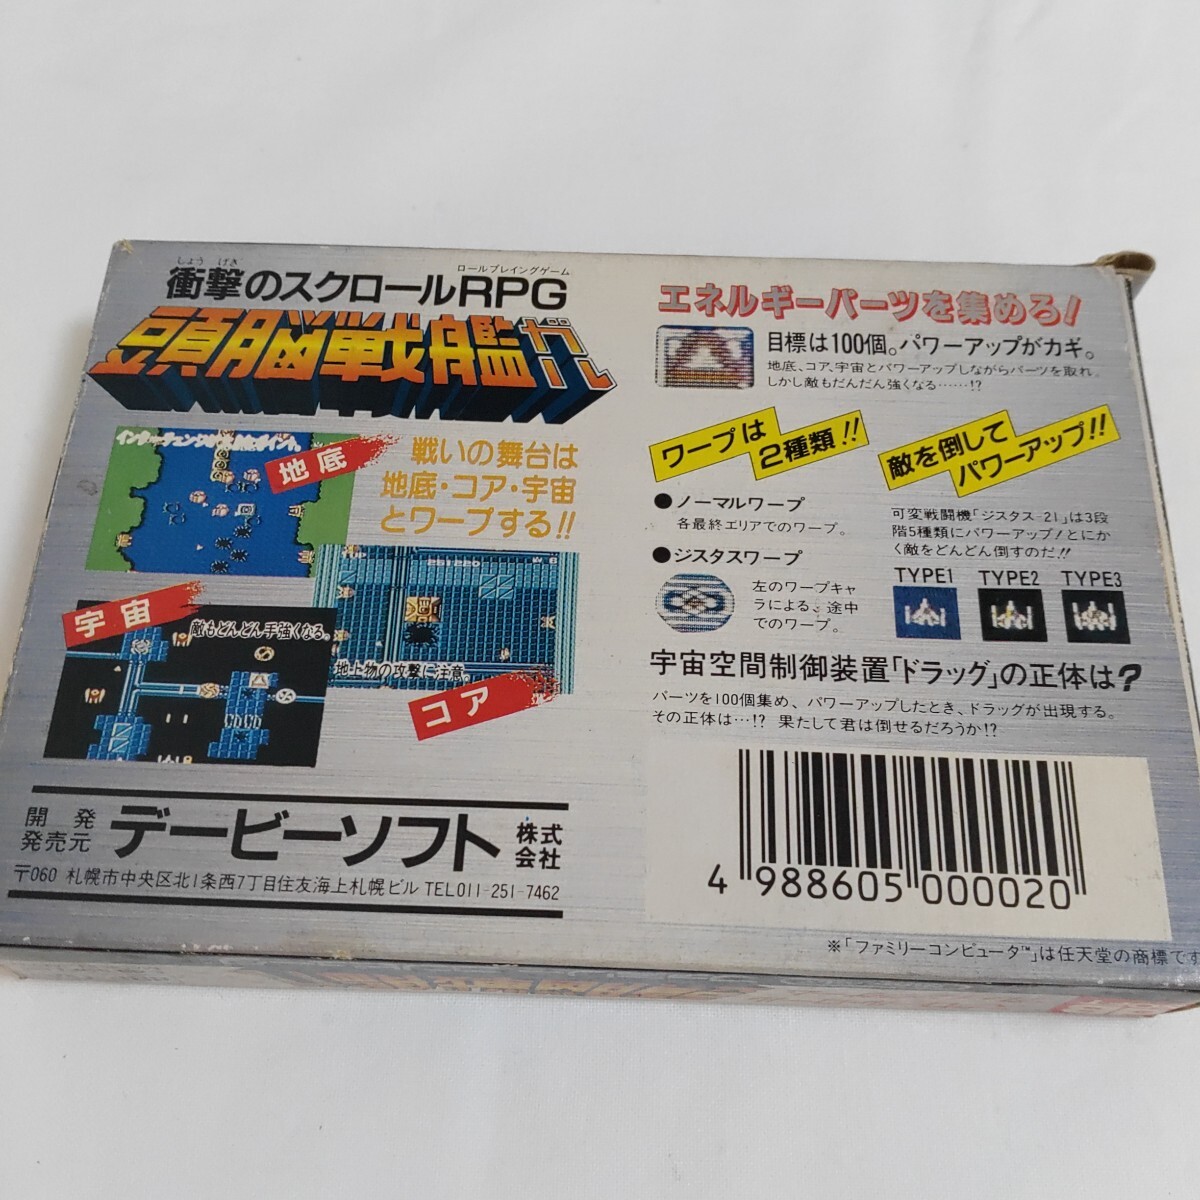 しょう げき
ロールプレイングゲーム
衝撃のスクロールRPG
頭脳戦艦ガル
インターチェンジが
地底
戦いの舞台は
地底・コア・宇宙
とワープする!!
251220
宇宙
敵もどんどん手強くなる。
地上物の攻撃に注意。
コア
開発
発売元
デービーソフト
株式
会社
〒060 札幌市中央区北1条西7丁目住友海上札幌ビル TEL011-251-7462
エネルギーパーツを集めろ!
目標は100個。パワーアップがカギ。
地底、コア、宇宙とパワーアップしながらパーツを取れ。
しかし敵もだんだん強くなる……!?
ワープは
2種類!!
敵を倒して
パワーアップ!!
●ノーマルワープ
各最終エリアでのワープ。
●ジスタスワープ
左のワープキャ
ラによる、途中
でのワープ。
可変戦闘機「ジスタス-21」は3段
階5種類にパワーアップ!とにか
く敵をどんどん倒すのだ!!
TYPE1 TYPE2 TYPE3
宇宙空間制御装置「ドラッグ」の正体は?
パーツを100個集め、パワーアップしたとき、ドラッグが出現する。
その正体は…!? 果たして君は倒せるだろうか!?
4 988605 000020
※「ファミリーコンピュータ™」は任天堂の商標です